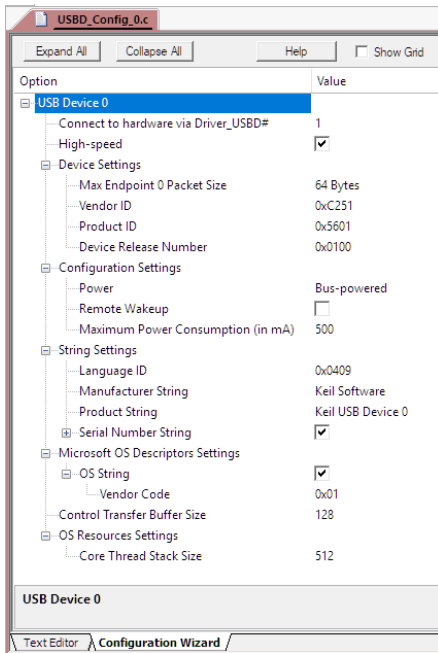 USBD_Config_0.c
Expand All Collapse All Help Show Grid
Option Value
USB Device 0
Connect to hardware via Driver_USBD# 1
High-speed
Device Settings
Max Endpoint 0 Packet Size 64 Bytes
Vendor ID 0xC251
Product ID 0x5601
Device Release Number 0x0100
Configuration Settings
Power Bus-powered
Remote Wakeup
Maximum Power Consumption (in mA) 500
String Settings
Language ID 0x0409
Manufacturer String Keil Software
Product String Keil USB Device 0
Serial Number String
Microsoft OS Descriptors Settings
OS String
Vendor Code 0x01
Control Transfer Buffer Size 128
OS Resources Settings
Core Thread Stack Size 512
USB Device 0
Text Editor Configuration Wizard